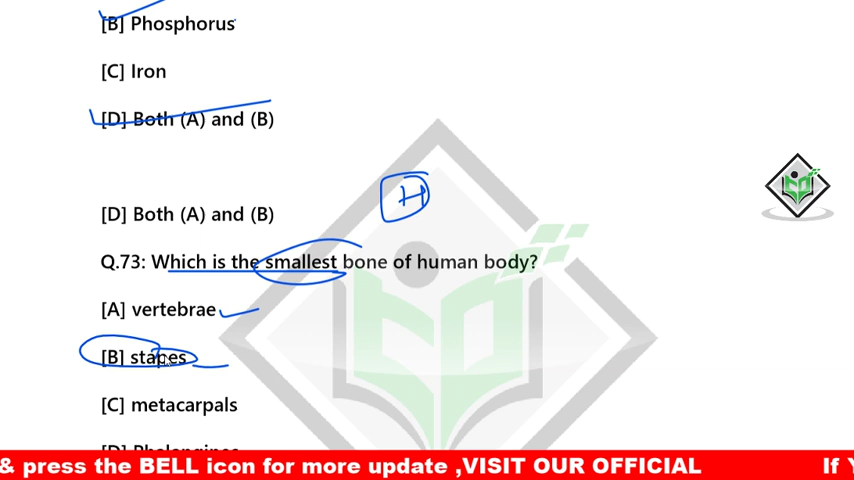 [B] Phosphorus
[C] Iron
[D] Both (A) and (B)
H
[D] Both (A) and (B)
Q.73: Which is the smallest bone of human body?
[A] vertebrae
[B] stapes
[C] metacarpals
& press the BELL icon for more update ,VISIT OUR OFFICIAL If Y